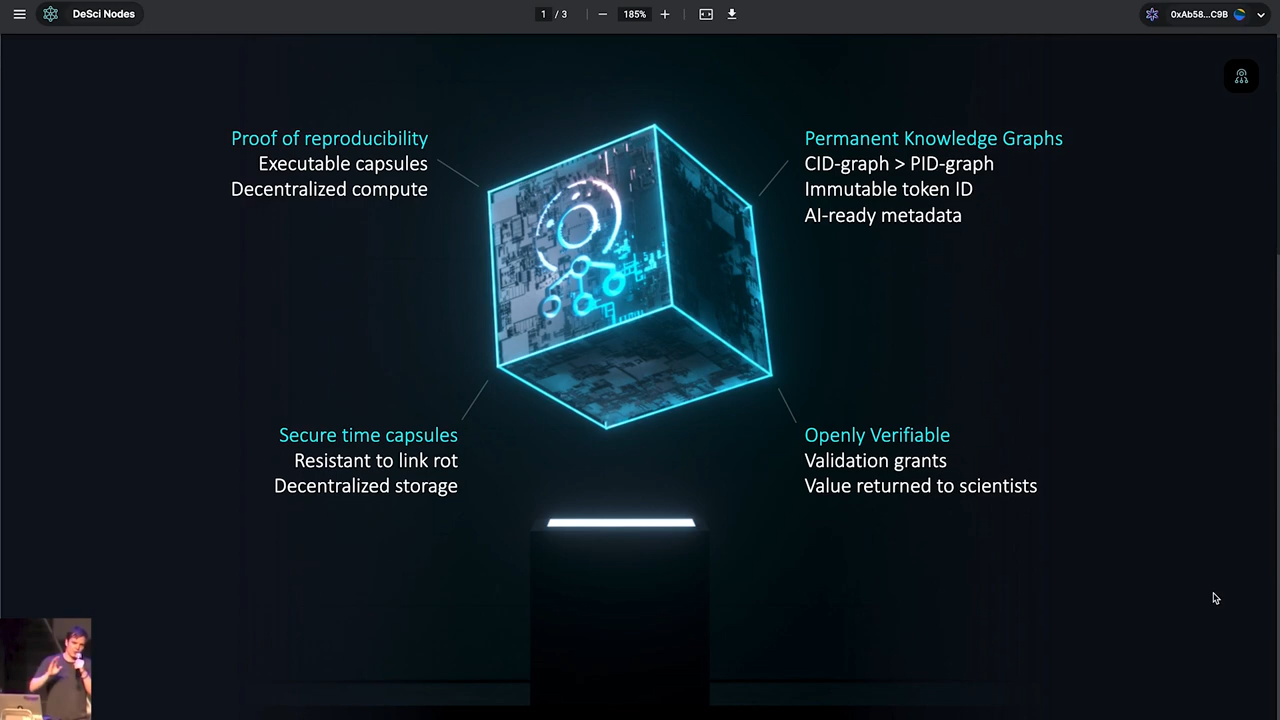 DeSci Nodes
1 / 3
185%
0xAb58...C9B
Proof of reproducibility
Executable capsules
Decentralized compute
Permanent Knowledge Graphs
CID-graph > PID-graph
Immutable token ID
AI-ready metadata
Secure time capsules
Resistant to link rot
Decentralized storage
Openly Verifiable
Validation grants
Value returned to scientists